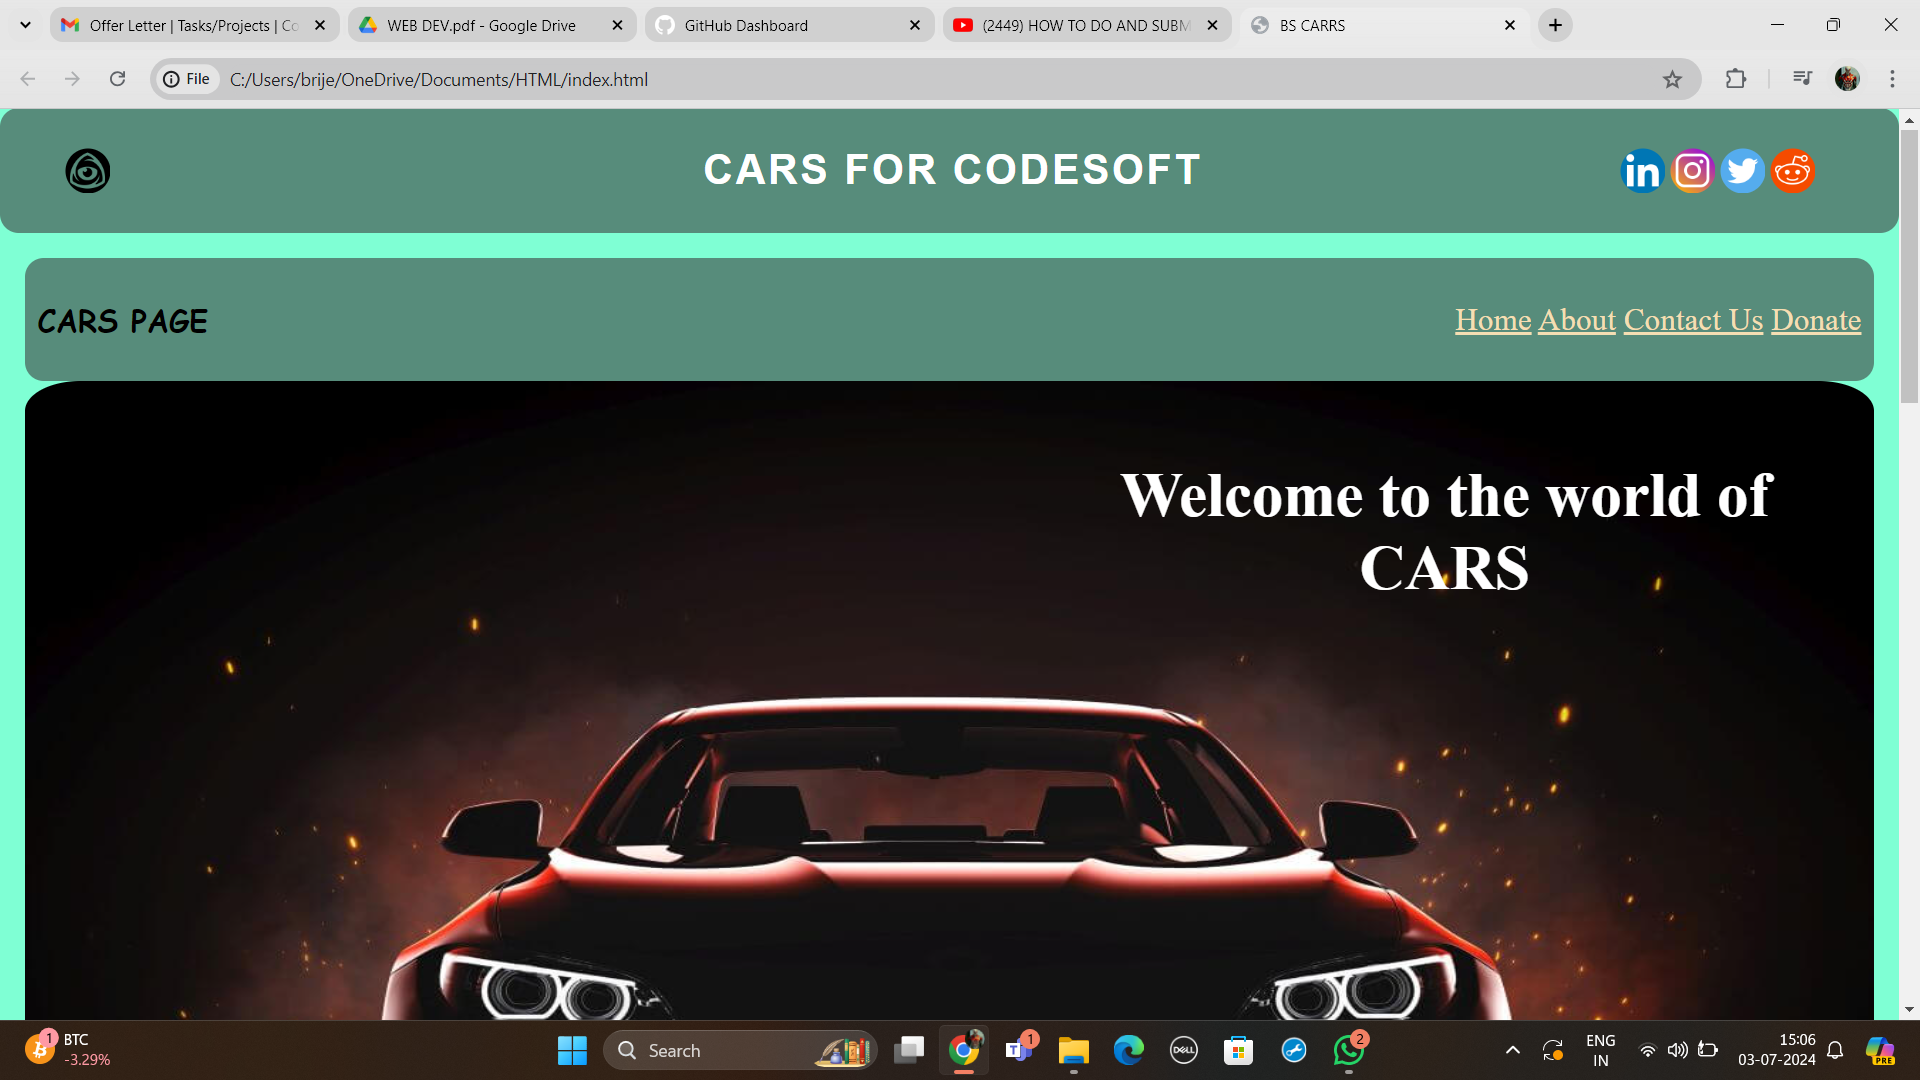 Offer Letter | Tasks/Projects | Co
WEB DEV.pdf - Google Drive
GitHub Dashboard
(2449) HOW TO DO AND SUBM
BS CARRS
File
C:/Users/brije/OneDrive/Documents/HTML/index.html
CARS FOR CODESOFT
in
CARS PAGE
Home About Contact Us Donate
Welcome to the world of
CARS
1
BTC
-3.29%
Search
T
1
DELL
2
ENG
IN
15:06
03-07-2024
PRE